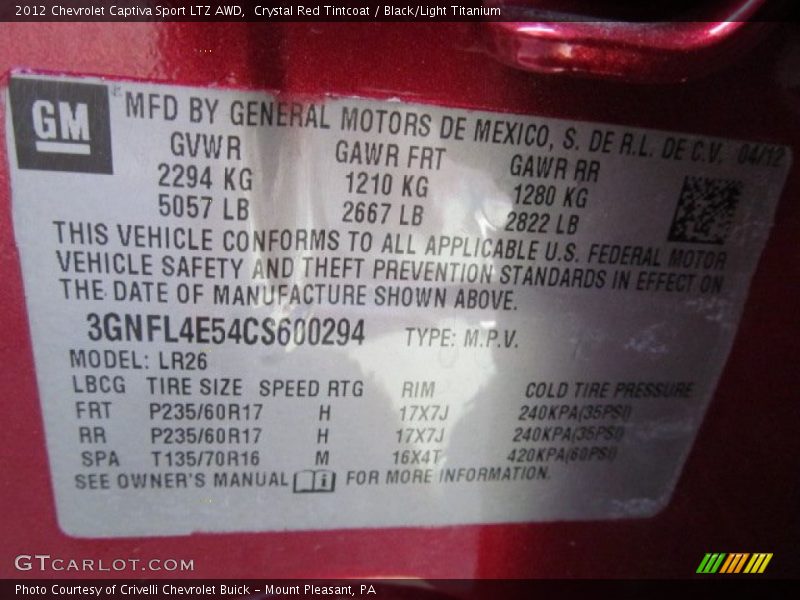 2012 Chevrolet Captiva Sport LTZ AWD,  Crystal Red Tintcoat / Black/Light Titanium
GM
® MFD BY GENERAL MOTORS DE MEXICO, S. DE R.L. DE C.V. 04/12
GVWR GAWR FRT GAWR RR
2294 KG 1210 KG 1280 KG
5057 LB 2667 LB 2822 LB
THIS VEHICLE CONFORMS TO ALL APPLICABLE U.S. FEDERAL MOTOR
VEHICLE SAFETY AND THEFT PREVENTION STANDARDS IN EFFECT ON
THE DATE OF MANUFACTURE SHOWN ABOVE.
3GNFL4E54CS600294 TYPE: M.P.V.
MODEL: LR26
LBCG TIRE SIZE SPEED RTG RIM COLD TIRE PRESSURE
FRT P235/60R17 H 17X7J 240KPA(35PSI)
RR P235/60R17 H 17X7J 240KPA(35PSI)
SPA T135/70R16 M 16X4T 420KPA(60PSI)
SEE OWNER'S MANUAL i FOR MORE INFORMATION.
GTCARLOT.COM
Photo Courtesy of Crivelli Chevrolet Buick - Mount Pleasant, PA